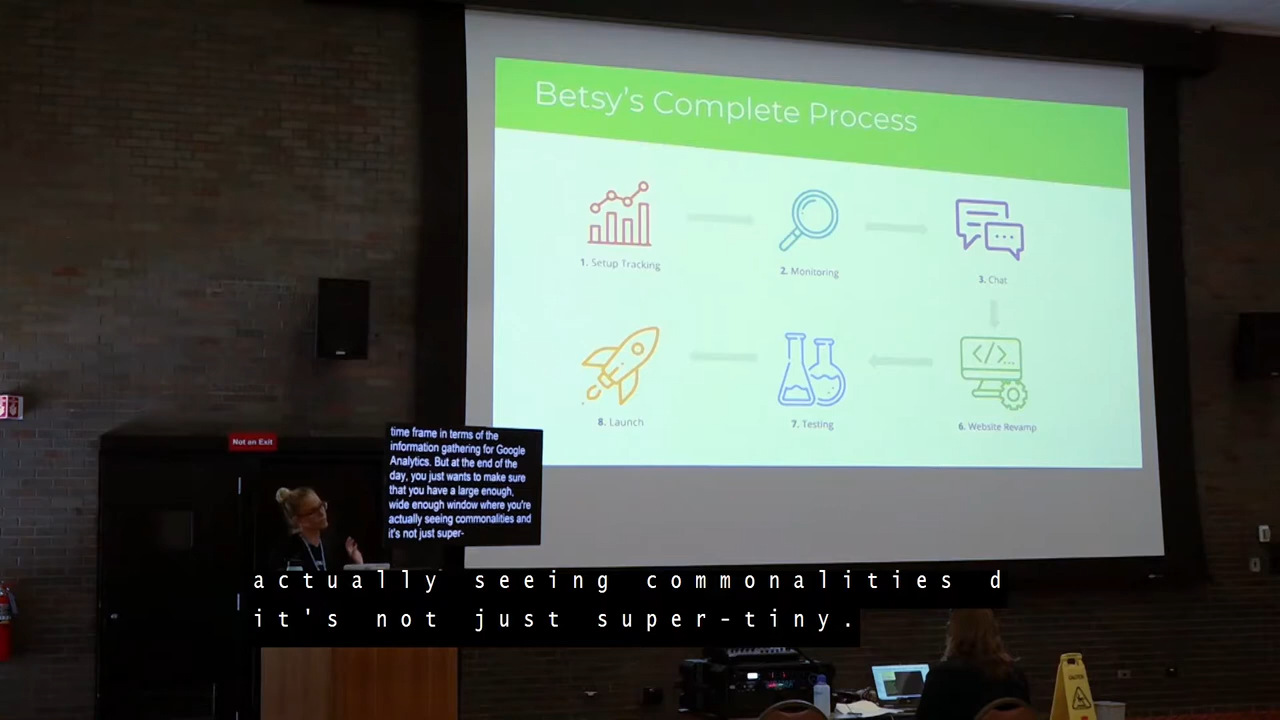 Betsy's Complete Process
1. Setup Tracking
2. Monitoring
3. Chat
8. Launch
7. Testing
6. Website Revamp
Not an Exit
time frame in terms of the
information gathering for Google
Analytics. But at the end of the
day, you just wants to make sure
that you have a large enough,
wide enough window where you're
actually seeing commonalities and
it's not just super-
actually seeing commonalities d
it's not just super-tiny.
CAUTION